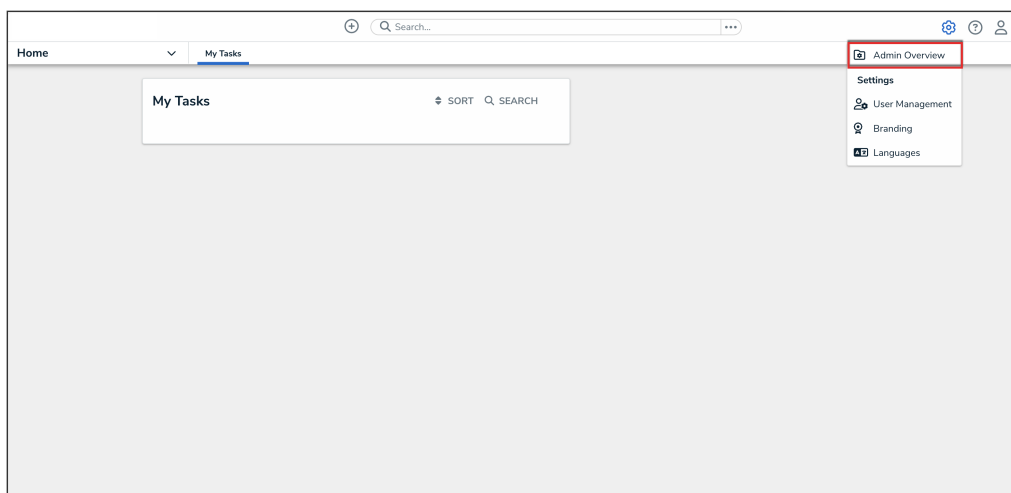 Search...
Home
My Tasks
Admin Overview
Settings
User Management
Branding
Languages
My Tasks
SORT
SEARCH